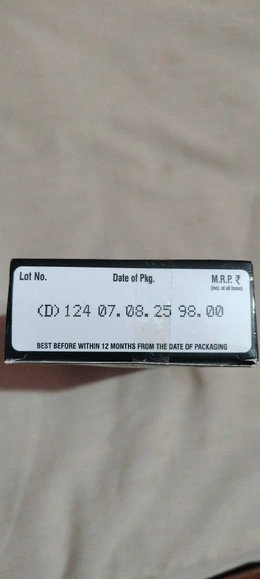 Lot No. Date of Pkg. M.R.P. ₹
(Incl. of all taxes)
(D) 124 07.08.25 98.00
BEST BEFORE WITHIN 12 MONTHS FROM THE DATE OF PACKAGING